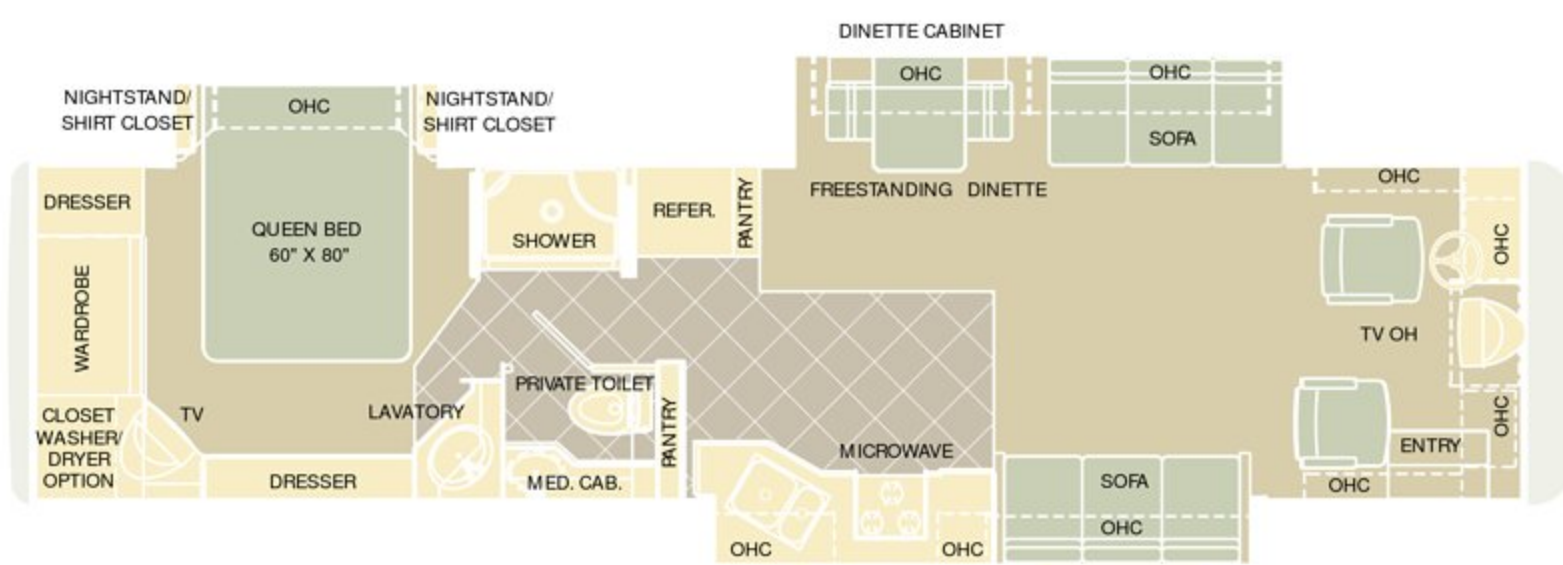 DINETTE CABINET
NIGHTSTAND/
SHIRT CLOSET
OHC
NIGHTSTAND/
SHIRT CLOSET
OHC
OHC
SOFA
DRESSER
QUEEN BED
60" X 80"
SHOWER
REFER.
PANTRY
FREESTANDING DINETTE
OHC
OHC
WARDROBE
TV OH
CLOSET
WASHER/
DRYER
OPTION
TV
LAVATORY
PRIVATE TOILET
PANTRY
MICROWAVE
OHC
ENTRY
DRESSER
MED. CAB.
SOFA
OHC
OHC
OHC
OHC